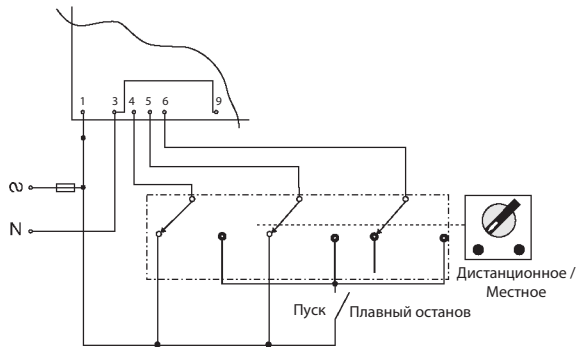 1 3 4 5 6 9
N
Дистанционное /
Местное
Пуск
Плавный останов